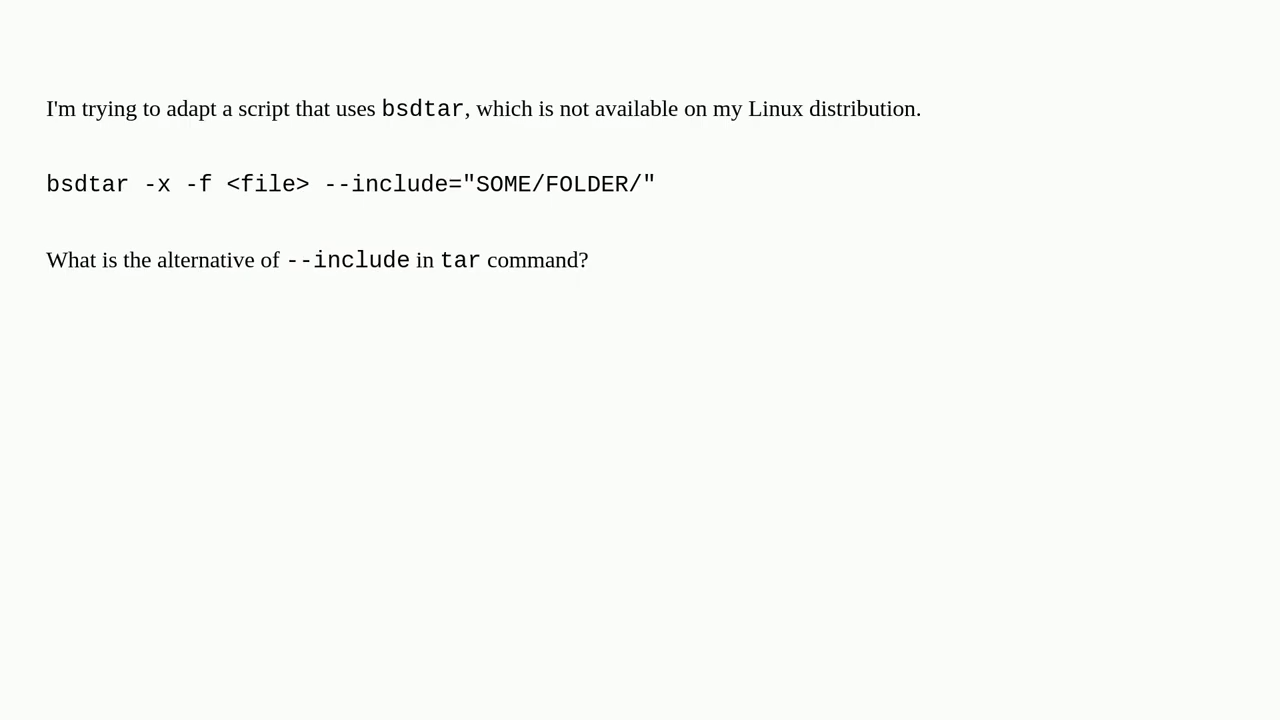 I'm trying to adapt a script that uses bsdtar, which is not available on my Linux distribution.
bsdtar -x -f <file> --include="SOME/FOLDER/"
What is the alternative of --include in tar command?